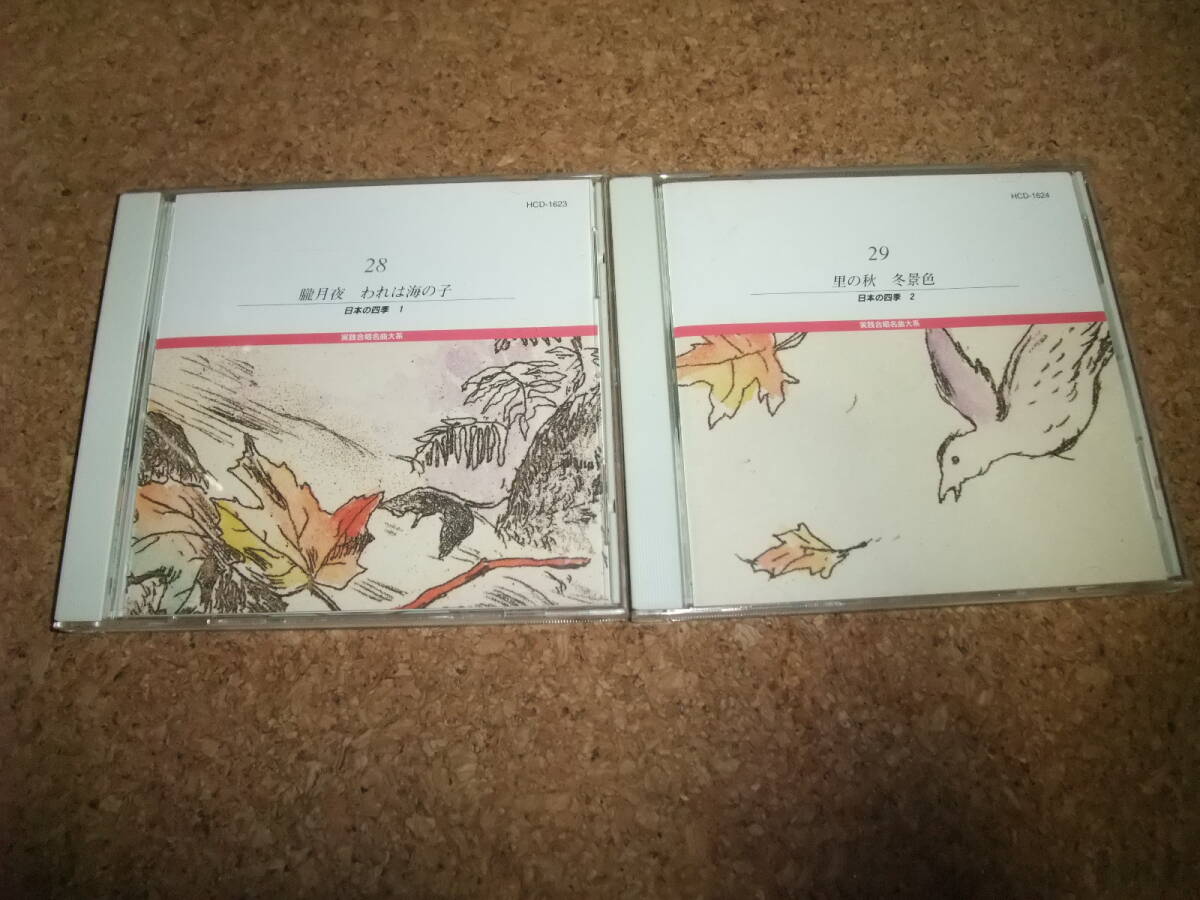 HCD-1623
28
朧月夜 われは海の子
日本の四季 1
実践合唱名曲大系
HCD-1624
29
里の秋 冬景色
日本の四季 2
実践合唱名曲大系